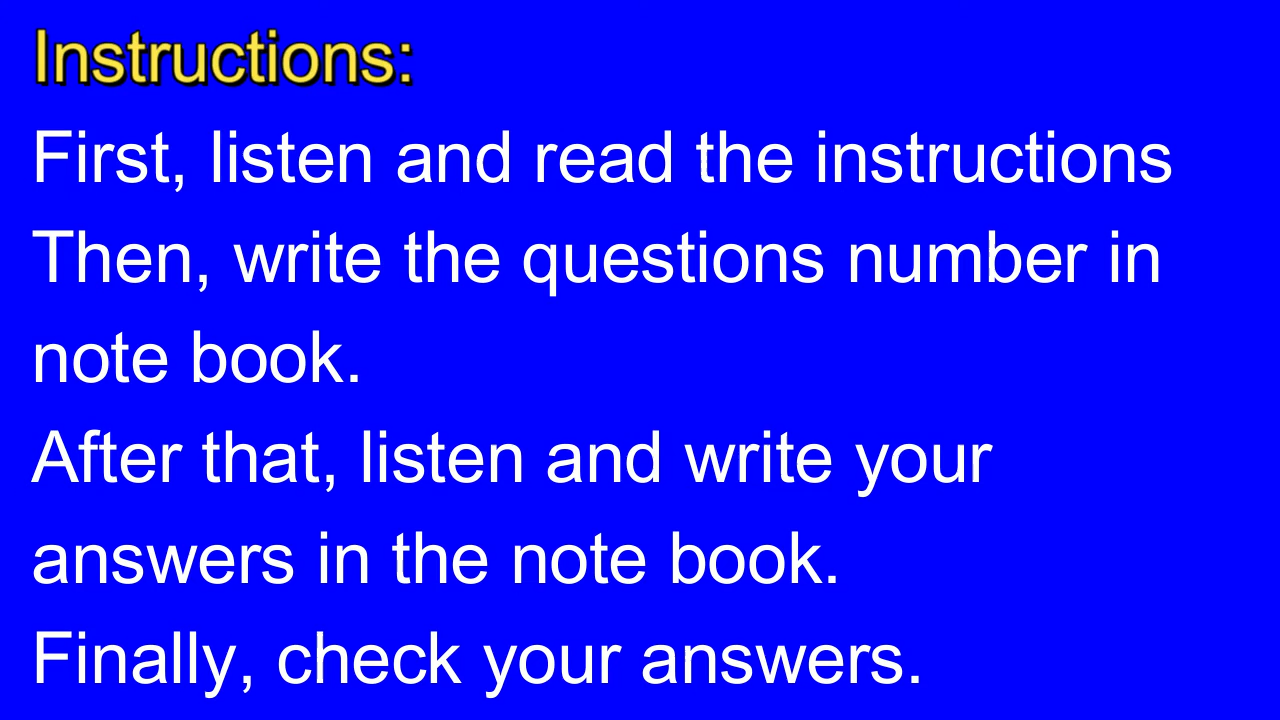 Instructions:
First, listen and read the instructions
Then, write the questions number in
note book.
After that, listen and write your
answers in the note book.
Finally, check your answers.